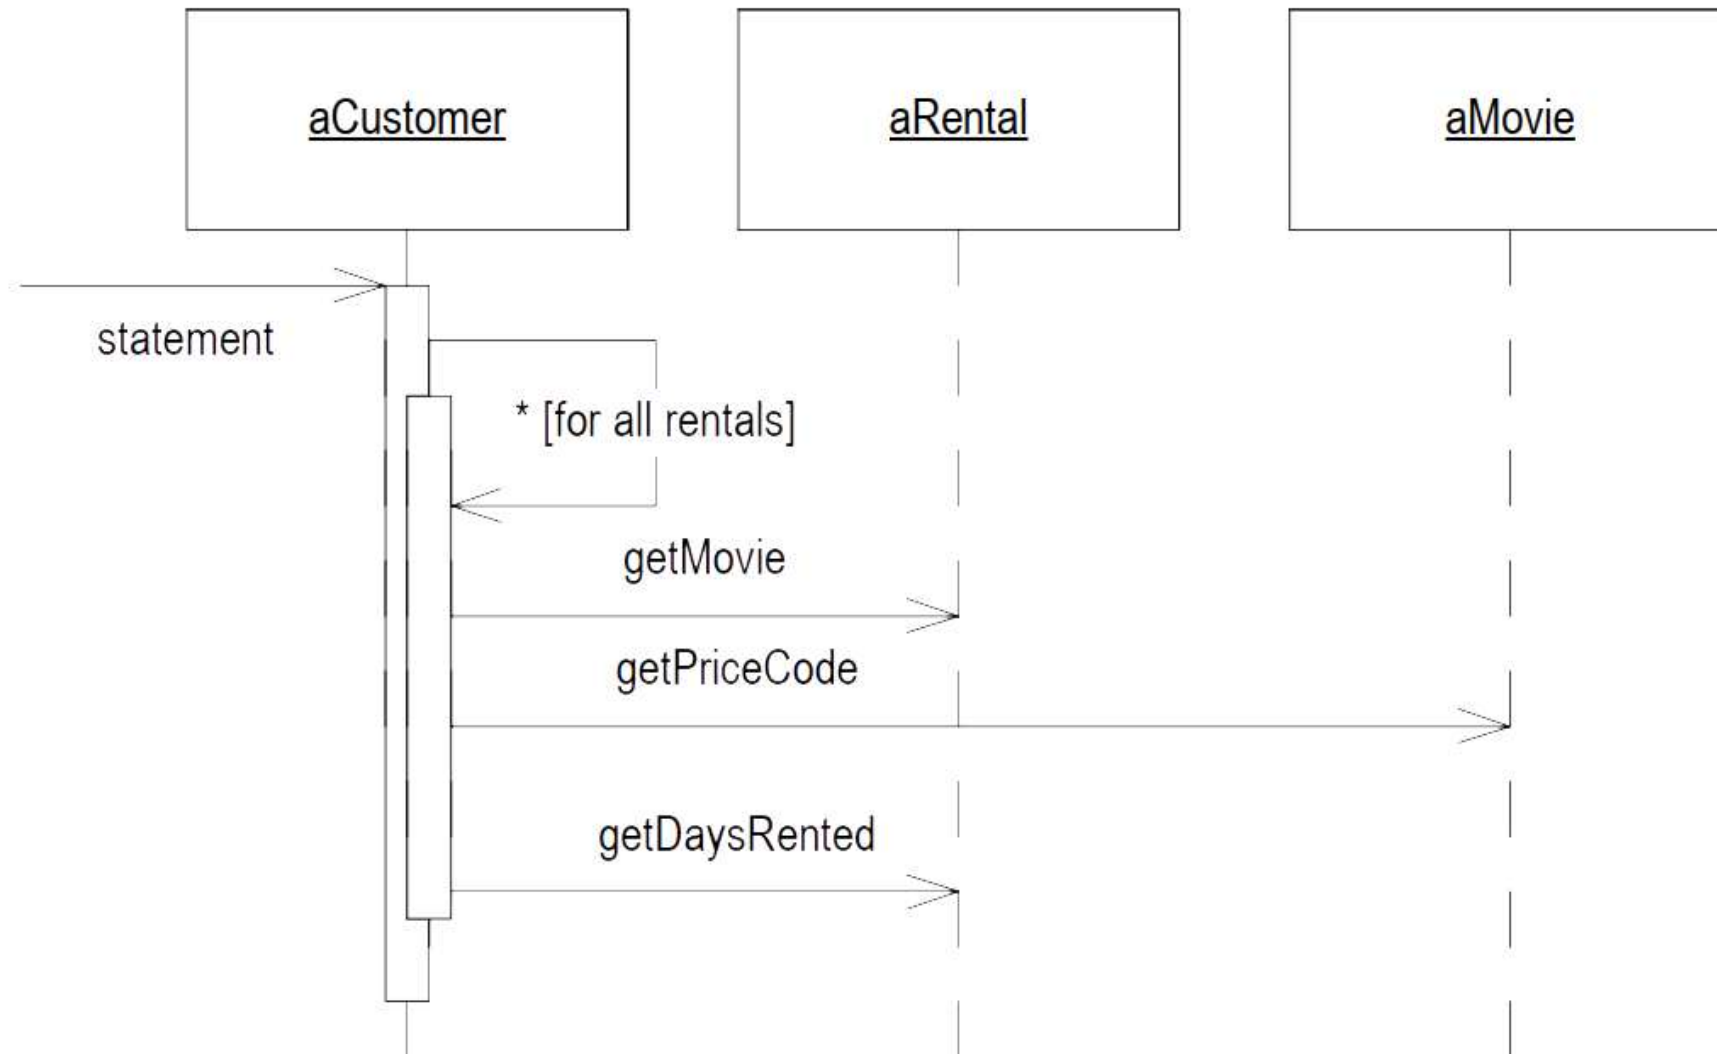 aCustomer
aRental
aMovie
statement
* [for all rentals]
getMovie
getPriceCode
getDaysRented